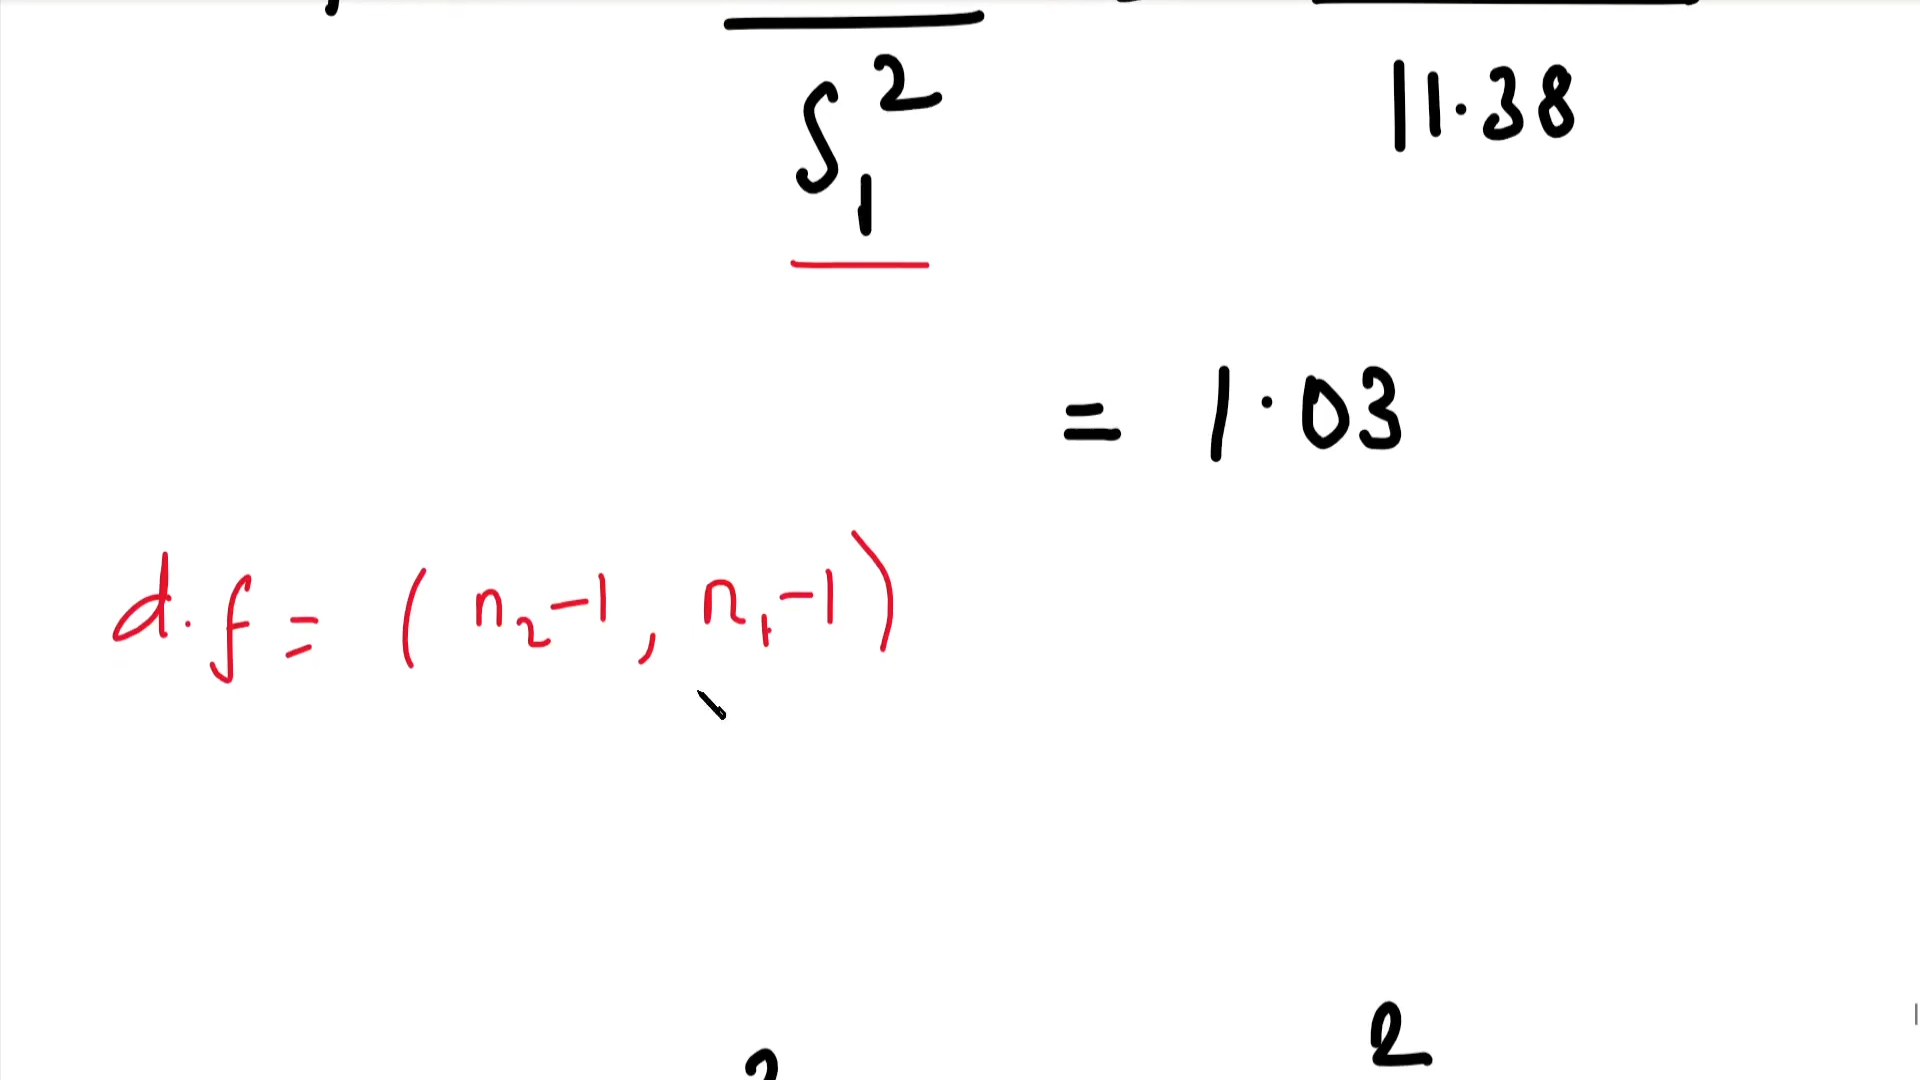 S₁² 11.38
= 1.03
d.f = ( n₂-1, n₁-1)
2